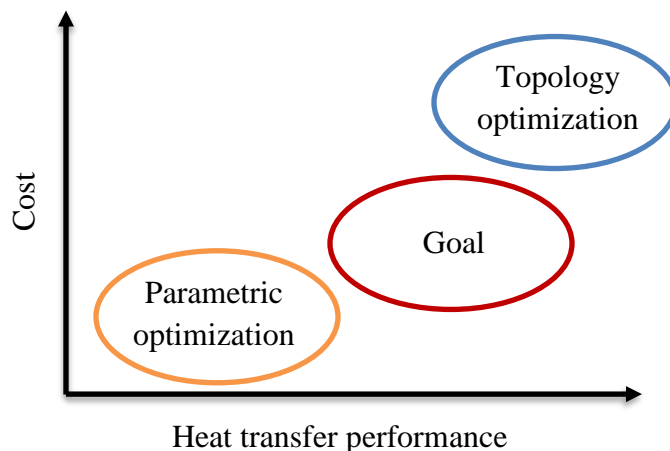 Topology
optimization
Cost
Goal
Parametric
optimization
Heat transfer performance